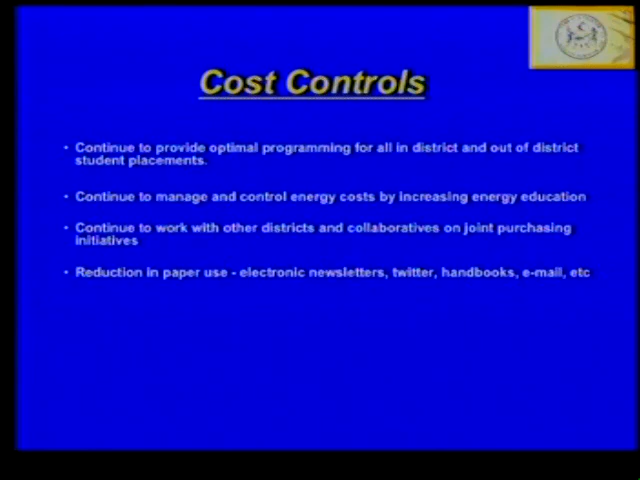 Cost Controls
• Continue to provide optimal programming for all in district and out of district
student placements.
• Continue to manage and control energy costs by increasing energy education
• Continue to work with other districts and collaboratives on joint purchasing
initiatives
• Reduction in paper use - electronic newsletters, twitter, handbooks, e-mail, etc